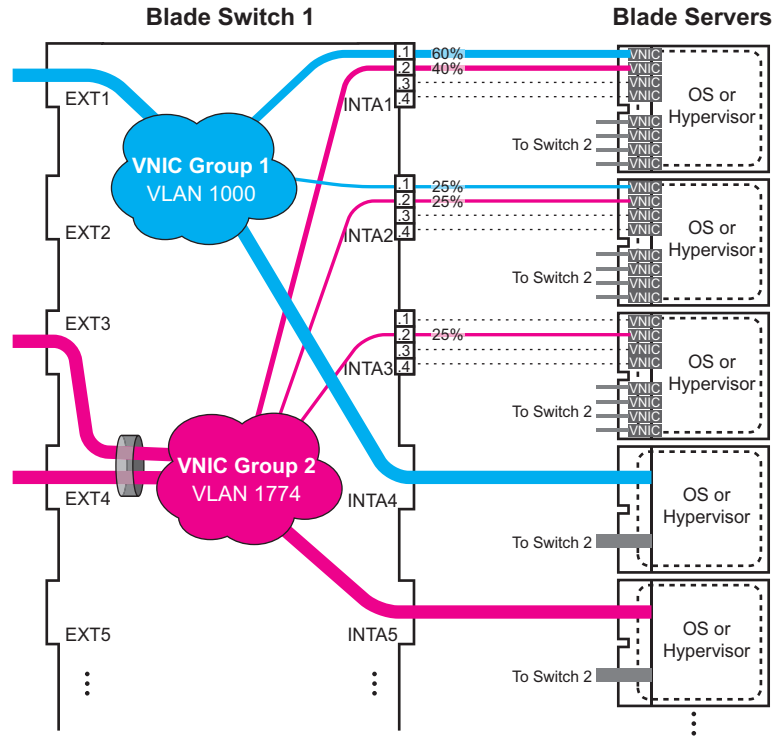 Blade Switch 1
Blade Servers
EXT1
VNIC Group 1
VLAN 1000
.1
.2
.3
.4
INTA1
60%
40%
VNIC
VNIC
VNIC
VNIC
OS or
Hypervisor
To Switch 2
VNIC
VNIC
VNIC
VNIC
EXT2
.1
.2
.3
.4
INTA2
25%
25%
VNIC
VNIC
VNIC
VNIC
OS or
Hypervisor
To Switch 2
VNIC
VNIC
VNIC
VNIC
EXT3
.1
.2
.3
.4
INTA3
25%
VNIC
VNIC
VNIC
VNIC
OS or
Hypervisor
To Switch 2
VNIC
VNIC
VNIC
VNIC
VNIC Group 2
VLAN 1774
EXT4
INTA4
OS or
Hypervisor
To Switch 2
EXT5
INTA5
OS or
Hypervisor
To Switch 2